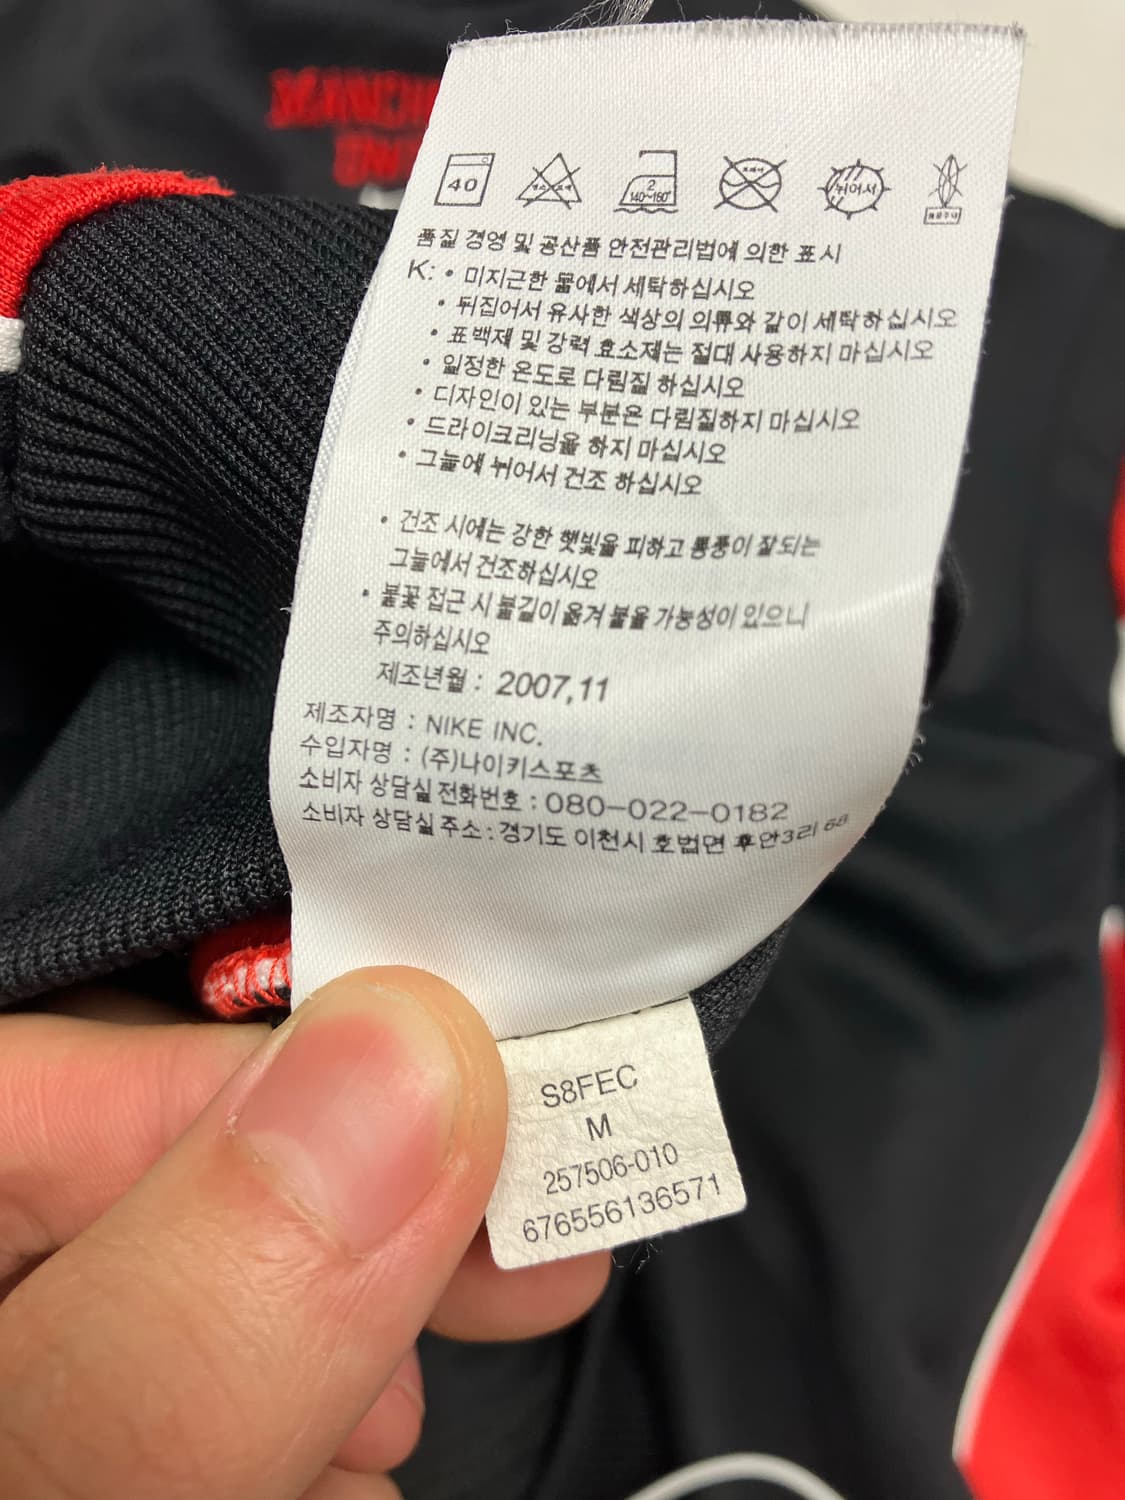 40
2
140~160°
뉘어서
품질 경영 및 공산품 안전관리법에 의한 표시
K: • 미지근한 물에서 세탁하십시오
• 뒤집어서 유사한 색상의 의류와 같이 세탁하십시오
• 표백제 및 강력 효소제는 절대 사용하지 마십시오
• 일정한 온도로 다림질 하십시오
• 디자인이 있는 부분은 다림질하지 마십시오
• 드라이크리닝을 하지 마십시오
• 그늘에 뉘어서 건조 하십시오
• 건조 시에는 강한 햇빛을 피하고 통풍이 잘되는
그늘에서 건조하십시오
• 불꽃 접근 시 불길이 옮겨 붙을 가능성이 있으니
주의하십시오
제조년월 : 2007,11
제조자명 : NIKE INC.
수입자명 : (주)나이키스포츠
소비자 상담실 전화번호 : 080-022-0182
소비자 상담실 주소 : 경기도 이천시 호법면 후안3리 68
S8FEC
M
257506-010
676556136571